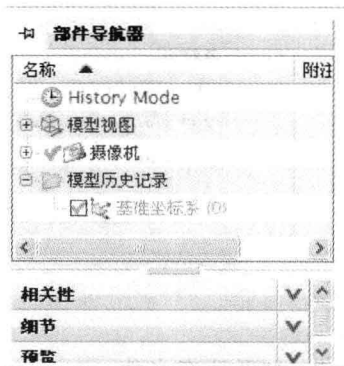 部件导航器
名称 附注
History Mode
模型视图
摄像机
模型历史记录
基准坐标系 (0)
相关性
细节
预览